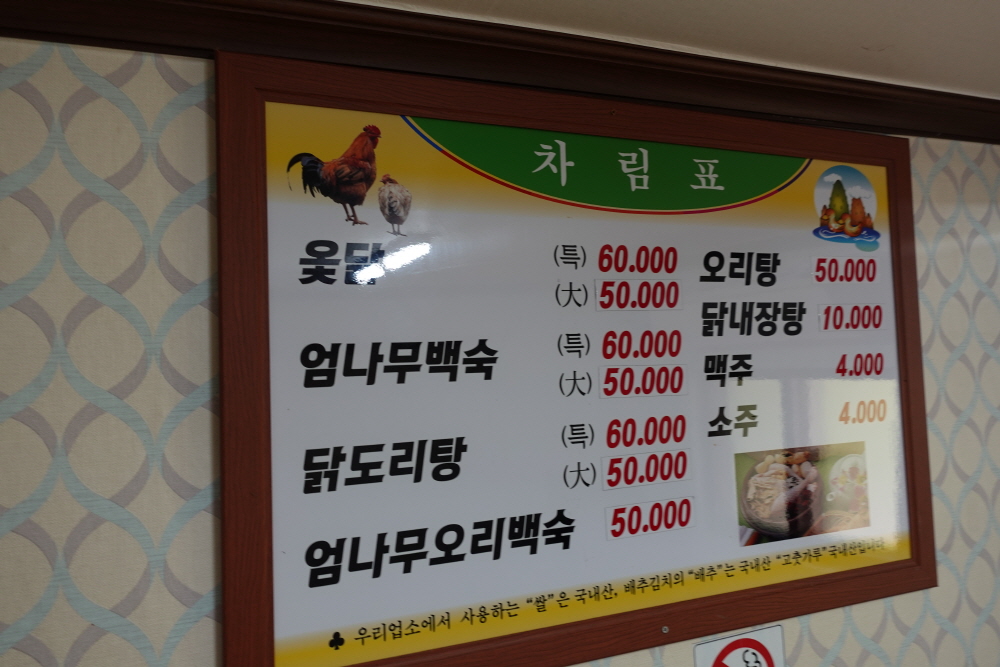 차림표
옻닭 (특) 60.000
(大) 50.000
엄나무백숙 (특) 60.000
(大) 50.000
닭도리탕 (특) 60.000
(大) 50.000
엄나무오리백숙 50.000
오리탕 50.000
닭내장탕 10.000
맥주 4.000
소주 4.000
♣ 우리업소에서 사용하는 "쌀"은 국내산, 배추김치의 "배추"는 국내산 "고춧가루"국내산입니다